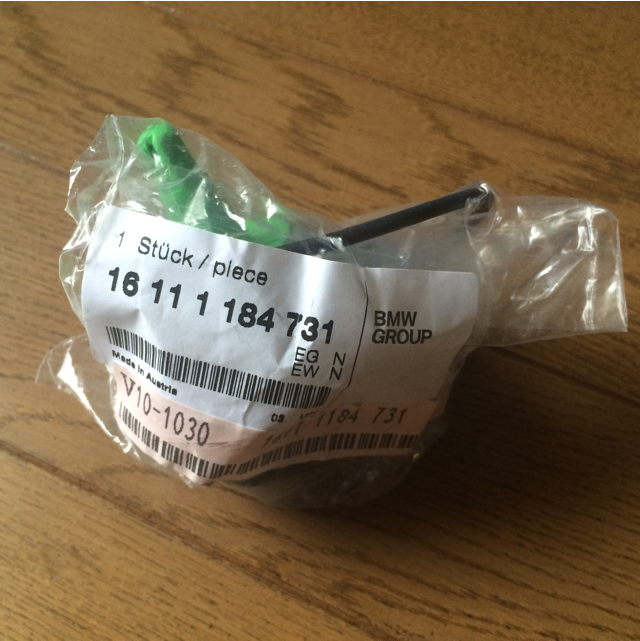 1 Stück / piece
16 11 1 184 731
BMW
GROUP
EG N
EW N
Made in Austria
V10-1030
1184 731